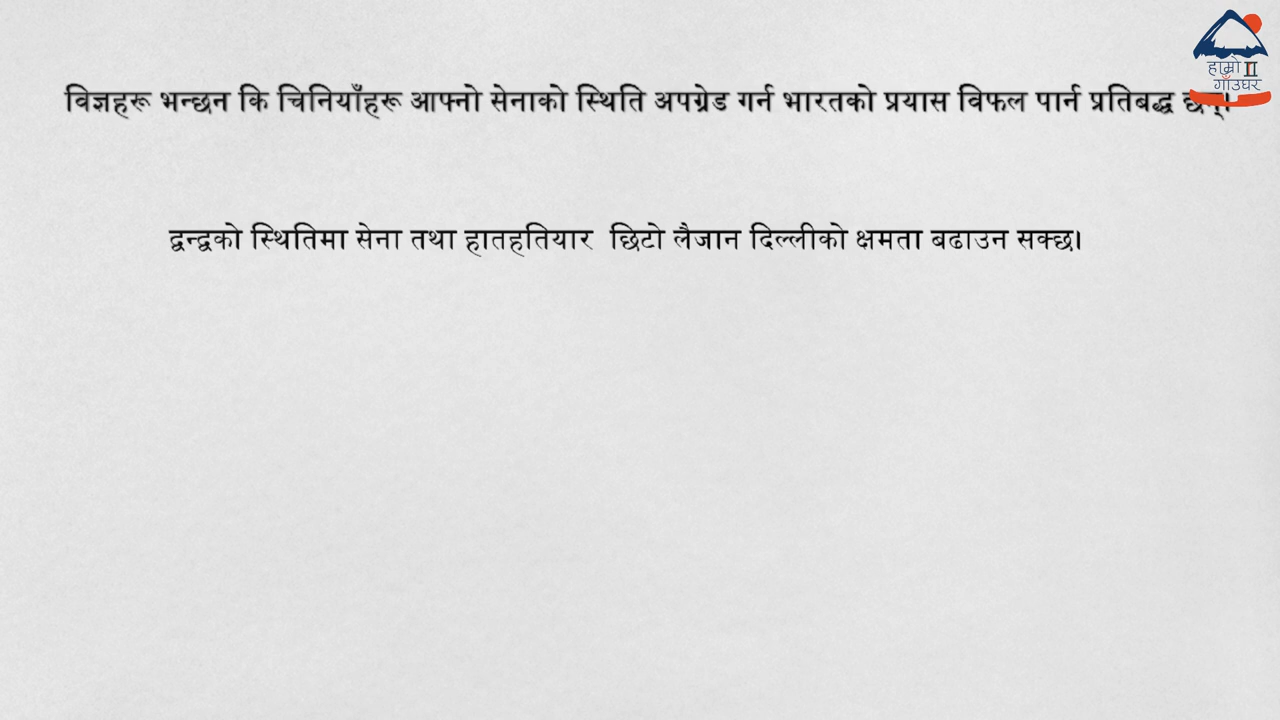 हाम्रो
गाँउघर
विज्ञहरू भन्छन कि चिनियाँहरू आफ्नो सेनाको स्थिति अपग्रेड गर्न भारतको प्रयास विफल पार्न प्रतिबद्ध छन्।
द्वन्द्वको स्थितिमा सेना तथा हातहतियार छिटो लैजान दिल्लीको क्षमता बढाउन सक्छ।